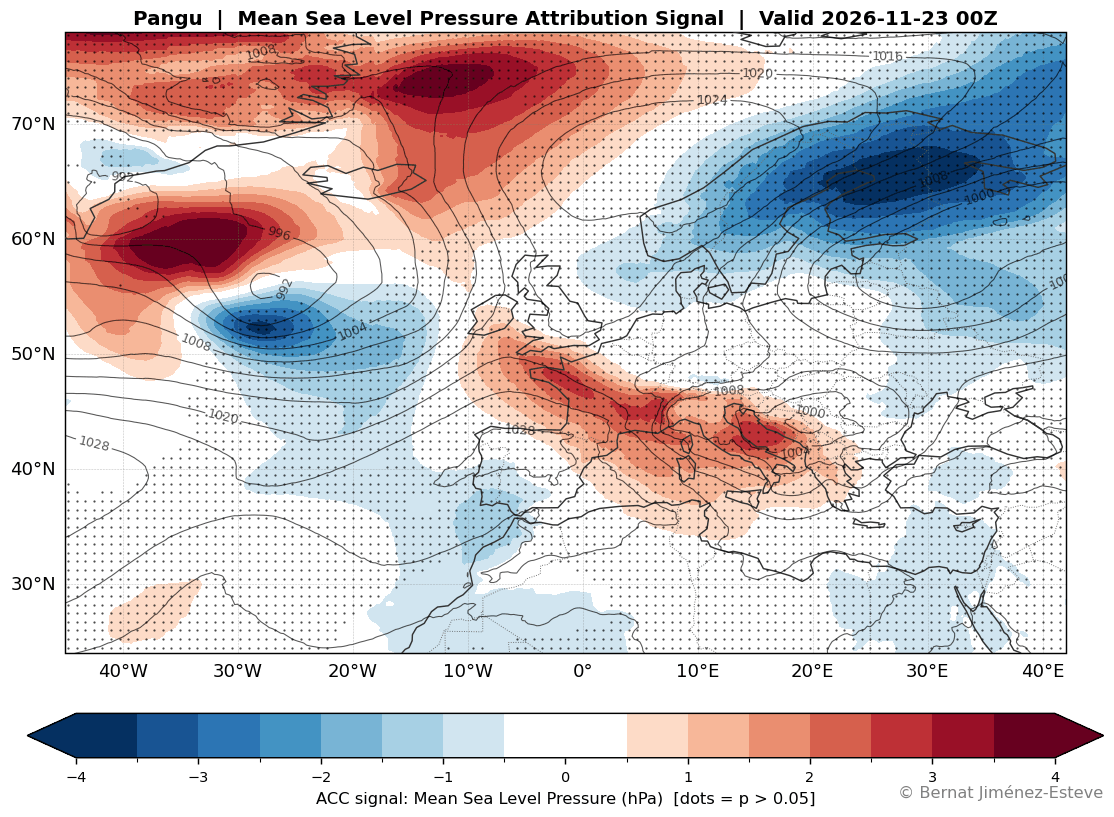 Pangu | Mean Sea Level Pressure Attribution Signal | Valid 2026-11-23 00Z
1008
1016
1020
1024
70°N
992
1008
1000
60°N
996
992
1004
50°N
1008
1008
1000
1020
1028
1028
1004
40°N
30°N
40°W 30°W 20°W 10°W 0° 10°E 20°E 30°E 40°E
−4 −3 −2 −1 0 1 2 3 4
ACC signal: Mean Sea Level Pressure (hPa) [dots = p > 0.05]
© Bernat Jiménez-Esteve